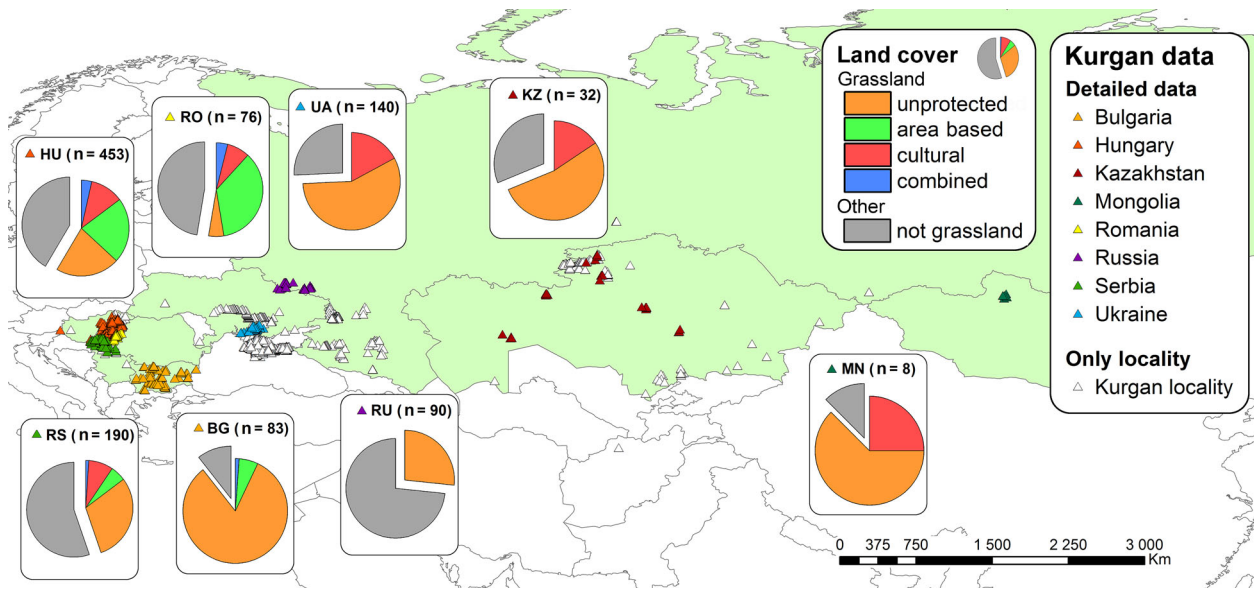 HU ( n = 453)
RO ( n = 76)
UA ( n = 140)
KZ ( n = 32)
Land cover
Grassland
unprotected
area based
cultural
combined
Other
not grassland
Kurgan data
Detailed data
Bulgaria
Hungary
Kazakhstan
Mongolia
Romania
Russia
Serbia
Ukraine
Only locality
Kurgan locality
RS ( n = 190)
BG ( n = 83)
RU ( n = 90)
MN ( n = 8)
0 375 750 1 500 2 250 3 000
Km